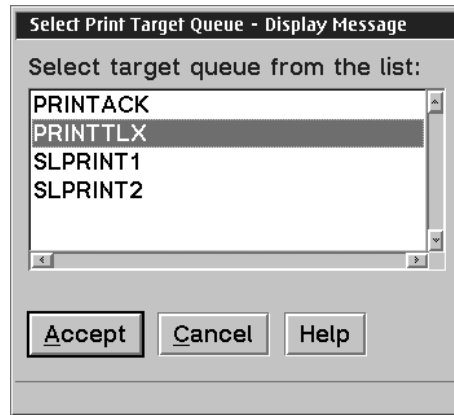 Select Print Target Queue - Display Message
Select target queue from the list:
PRINTACK
PRINTTLX
SLPRINT1
SLPRINT2
Accept Cancel Help